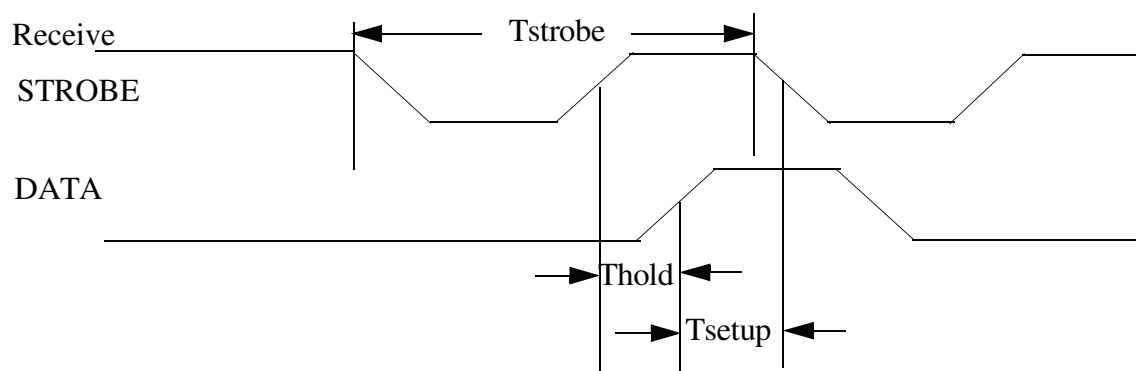 Tstrobe
Receive
STROBE
DATA
Thold
Tsetup